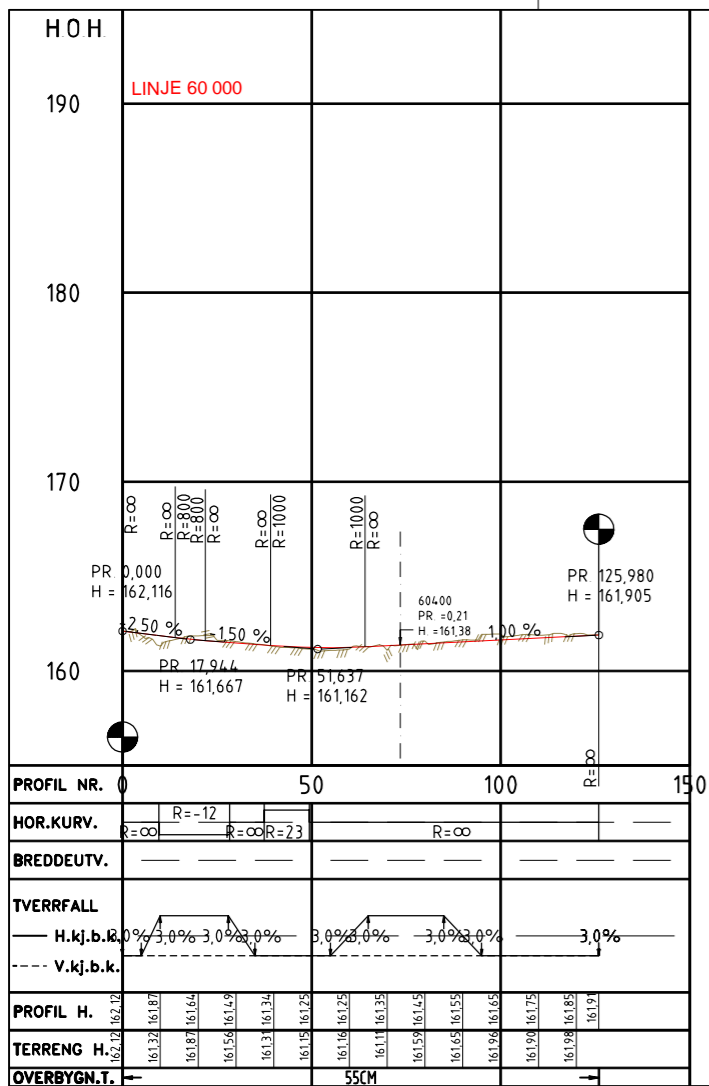 H.O.H.
LINJE 60 000
190
180
170
R=∞
R=∞
R=800
R=800
R=∞
R=∞
R=1000
R=1000
R=∞
PR. 0,000
H = 162,116
PR. 125,980
H = 161,905
60400
PR. =0,21
H. =161,38
-2,50 %
-1,50 %
1,00 %
PR. 17,944
H = 161,667
PR. 51,637
H = 161,162
160
R=∞
PROFIL NR. 0 50 100 150
HOR.KURV. R=∞ R=-12 R=∞ R=23 R=∞
BREDDEUTV.
TVERRFALL
H.kj.b.k. 3,0% 3,0% 3,0% 3,0% 3,0% 3,0% 3,0% 3,0% 3,0%
V.kj.b.k.
PROFIL H. 162,12 161,87 161,64 161,49 161,34 161,25 161,25 161,35 161,45 161,55 161,65 161,75 161,85 161,91
TERRENG H. 162,12 161,32 161,87 161,56 161,31 161,15 161,16 161,11 161,59 161,65 161,96 161,90 161,98
OVERBYGN.T. 55CM